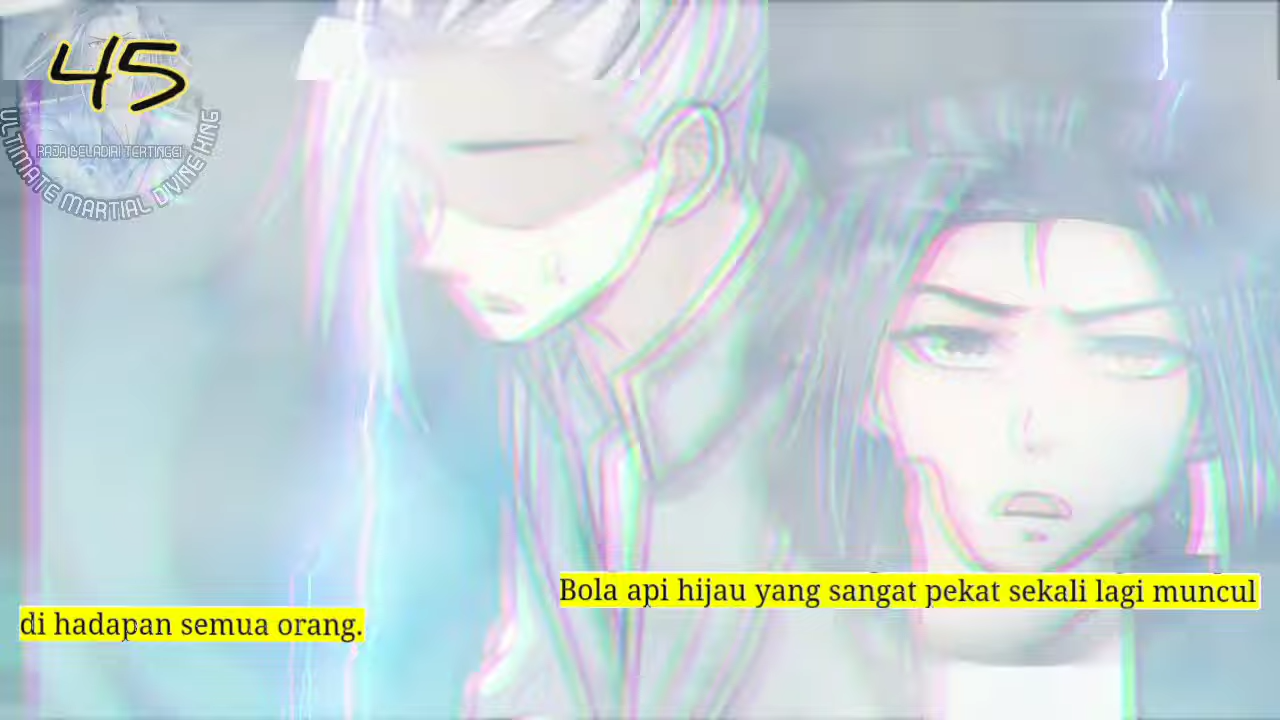 45
RAJA BELADIRI TERTINGGI
ULTIMATE MARTIAL DIVINE KING
Bola api hijau yang sangat pekat sekali lagi muncul
di hadapan semua orang.